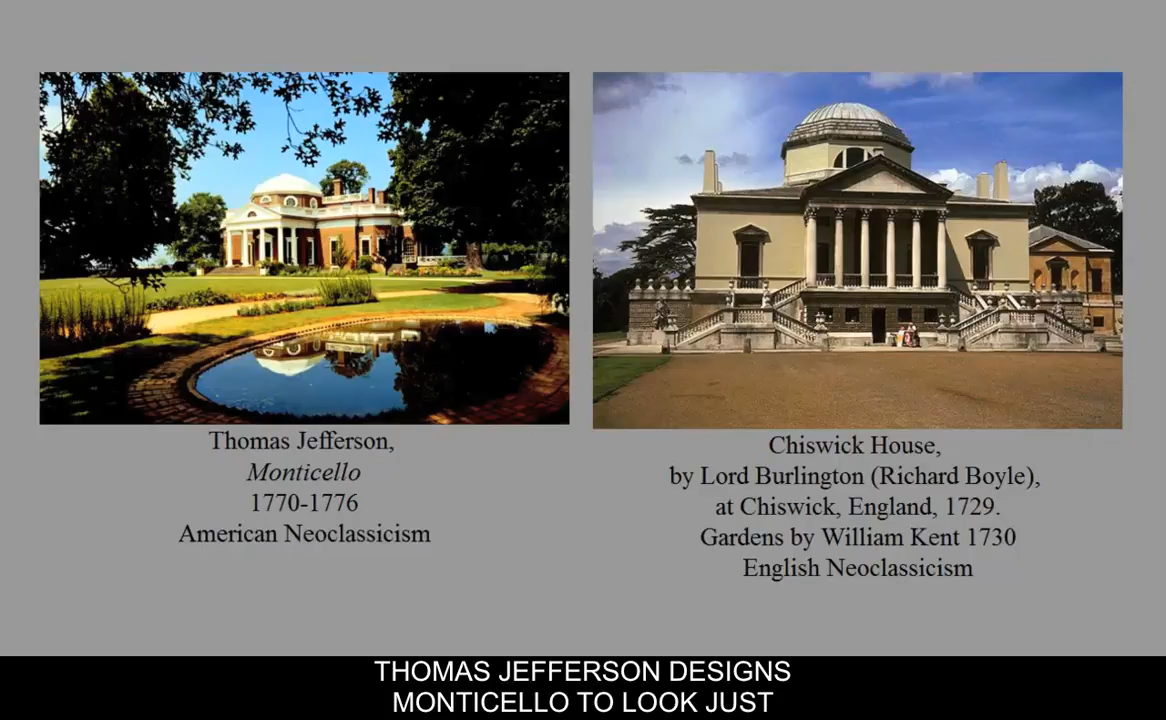 Thomas Jefferson,
Monticello
1770-1776
American Neoclassicism
Chiswick House,
by Lord Burlington (Richard Boyle),
at Chiswick, England, 1729.
Gardens by William Kent 1730
English Neoclassicism
THOMAS JEFFERSON DESIGNS
MONTICELLO TO LOOK JUST